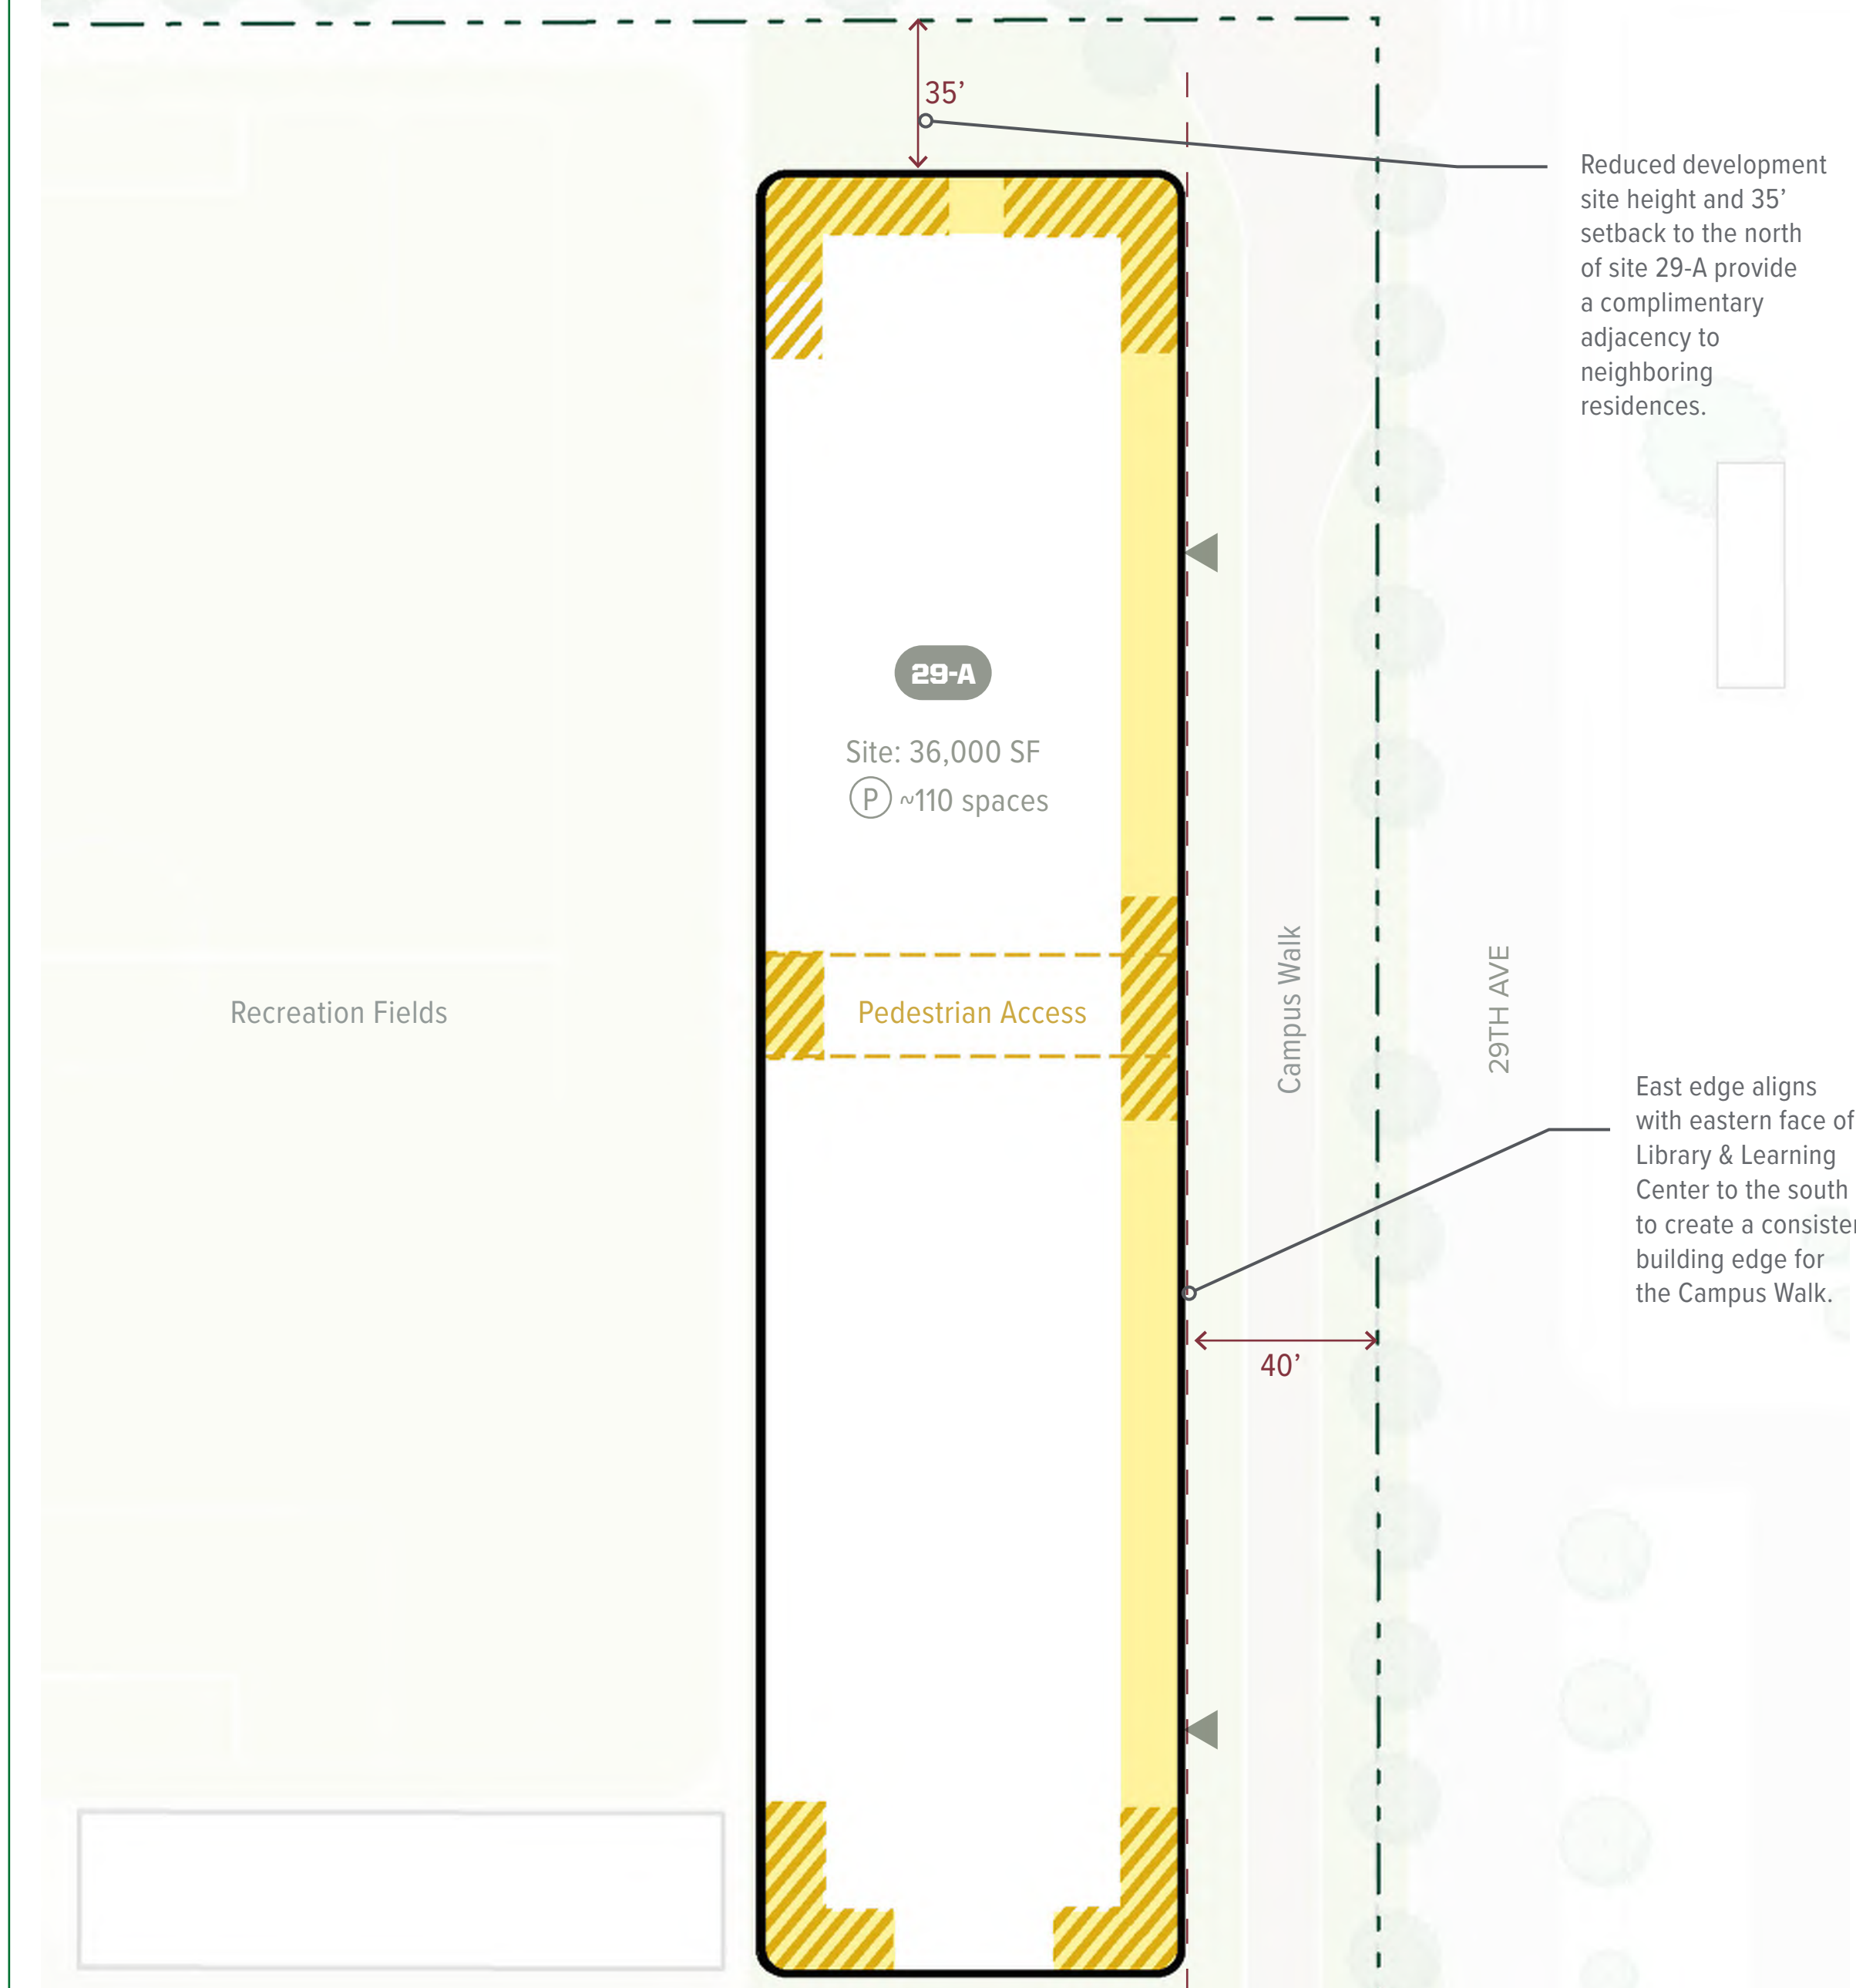 35’
Reduced development
site height and 35’
setback to the north
of site 29-A provide
a complimentary
adjacency to
neighboring
residences.
29-A
Site: 36,000 SF
P ~110 spaces
Recreation Fields
Pedestrian Access
Campus Walk
29TH AVE
East edge aligns
with eastern face of
Library & Learning
Center to the south
to create a
building edge for
the Campus Walk.
40’